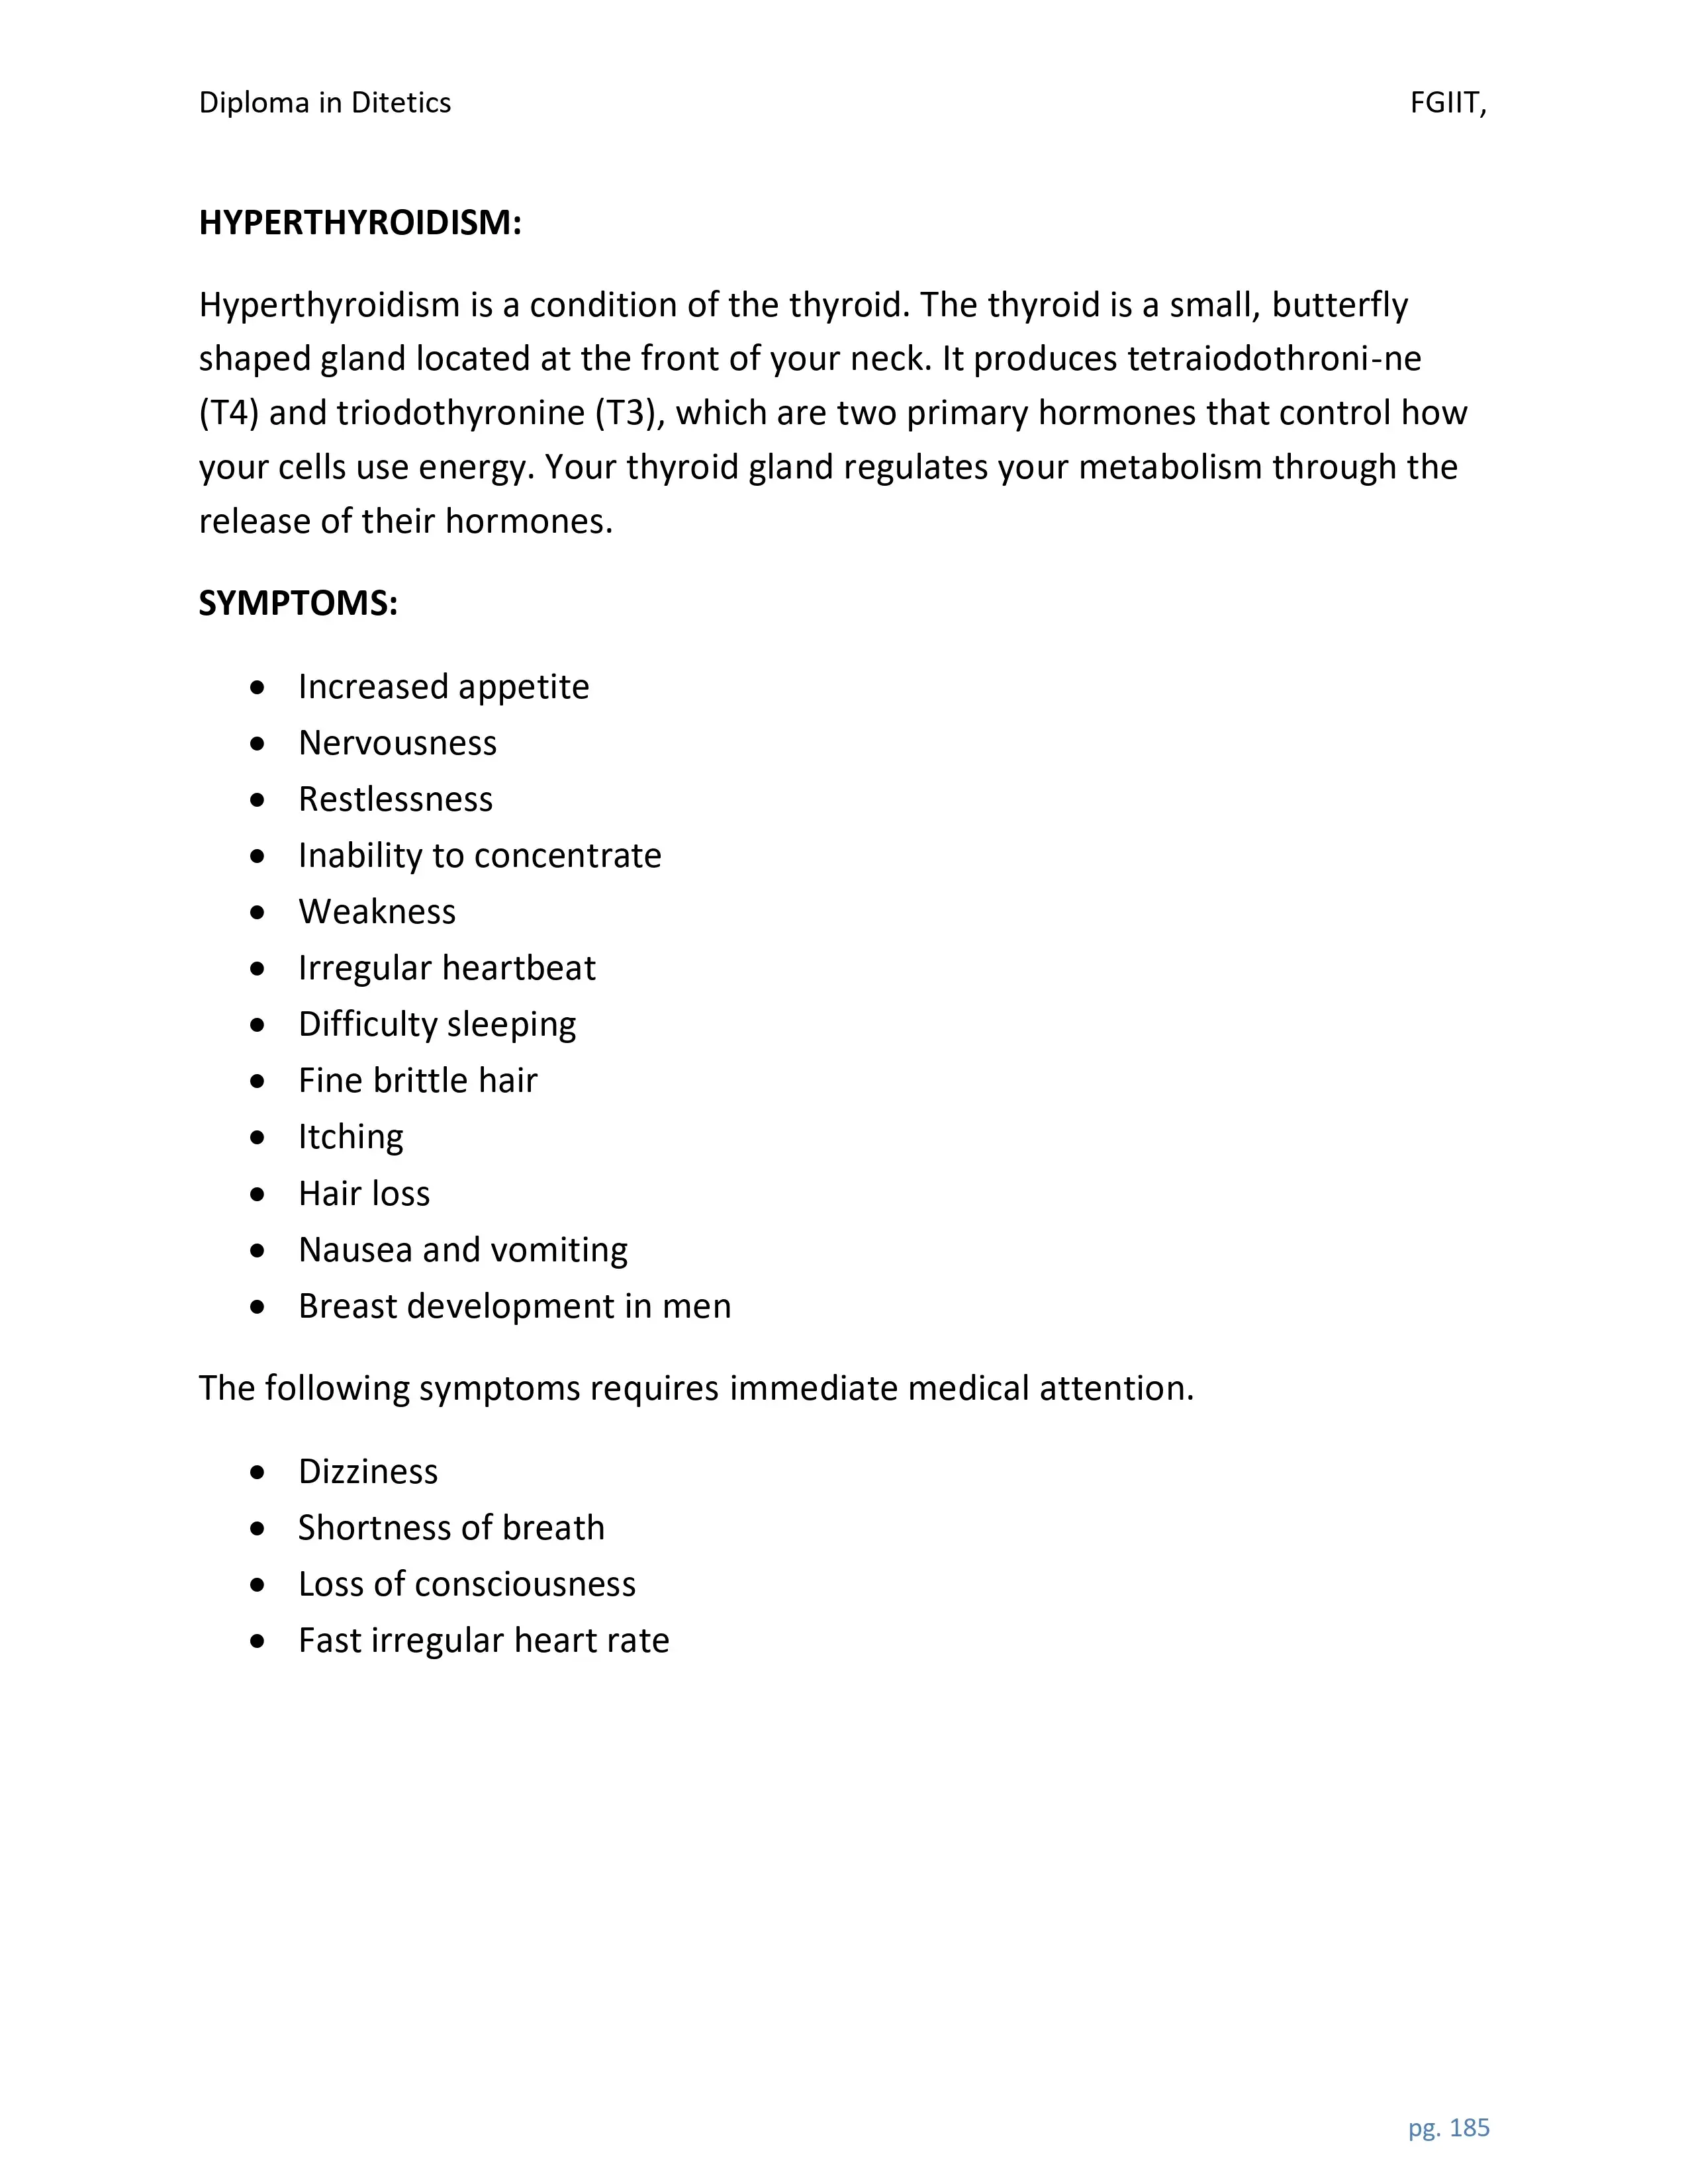 Diploma in Ditetics FGIIT,
HYPERTHYROIDISM:
Hyperthyroidism is a condition of the thyroid. The thyroid is a small, butterfly
shaped gland located at the front of your neck. It produces tetraiodothroni-ne
(T4) and triodothyronine (T3), which are two primary hormones that control how
your cells use energy. Your thyroid gland regulates your metabolism through the
release of their hormones.
SYMPTOMS:
• Increased appetite
• Nervousness
• Restlessness
• Inability to concentrate
• Weakness
• Irregular heartbeat
• Difficulty sleeping
• Fine brittle hair
• Itching
• Hair loss
• Nausea and vomiting
• Breast development in men
The following symptoms requires immediate medical attention.
• Dizziness
• Shortness of breath
• Loss of consciousness
• Fast irregular heart rate
pg. 185